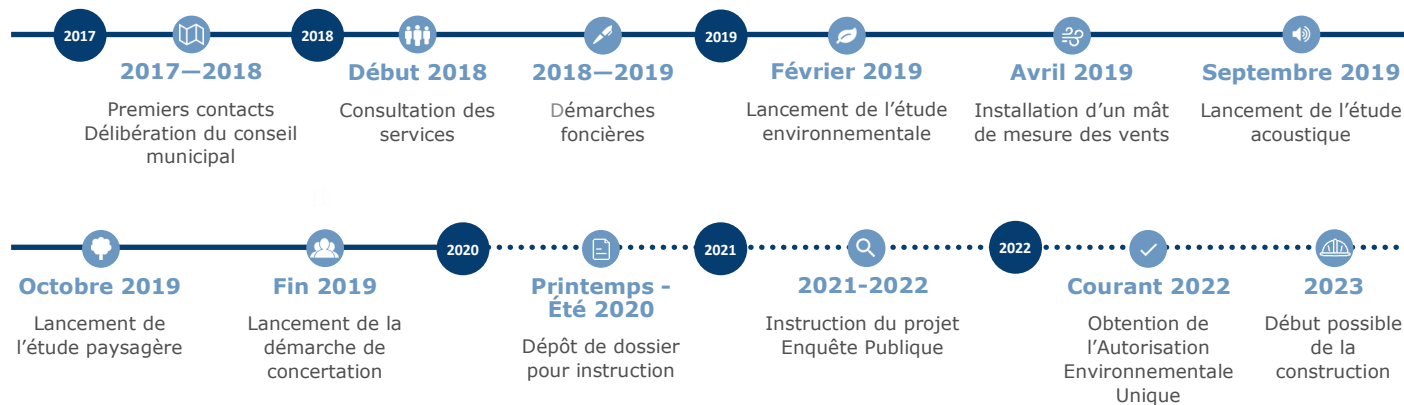 2017
2018
2019
2017—2018
Premiers contacts
Délibération du conseil
municipal
Début 2018
Consultation des
services
2018—2019
Démarches
foncières
Février 2019
Lancement de l’étude
environnementale
Avril 2019
Installation d’un mât
de mesure des vents
Septembre 2019
Lancement de l’étude
acoustique
2020
2021
2022
Octobre 2019
Lancement de
l’étude paysagère
Fin 2019
Lancement de la
démarche de
concertation
Printemps -
Été 2020
Dépôt de dossier
pour instruction
2021-2022
Instruction du projet
Enquête Publique
Courant 2022
Obtention de
l’Autorisation
Environnementale
Unique
2023
Début possible
de la
construction